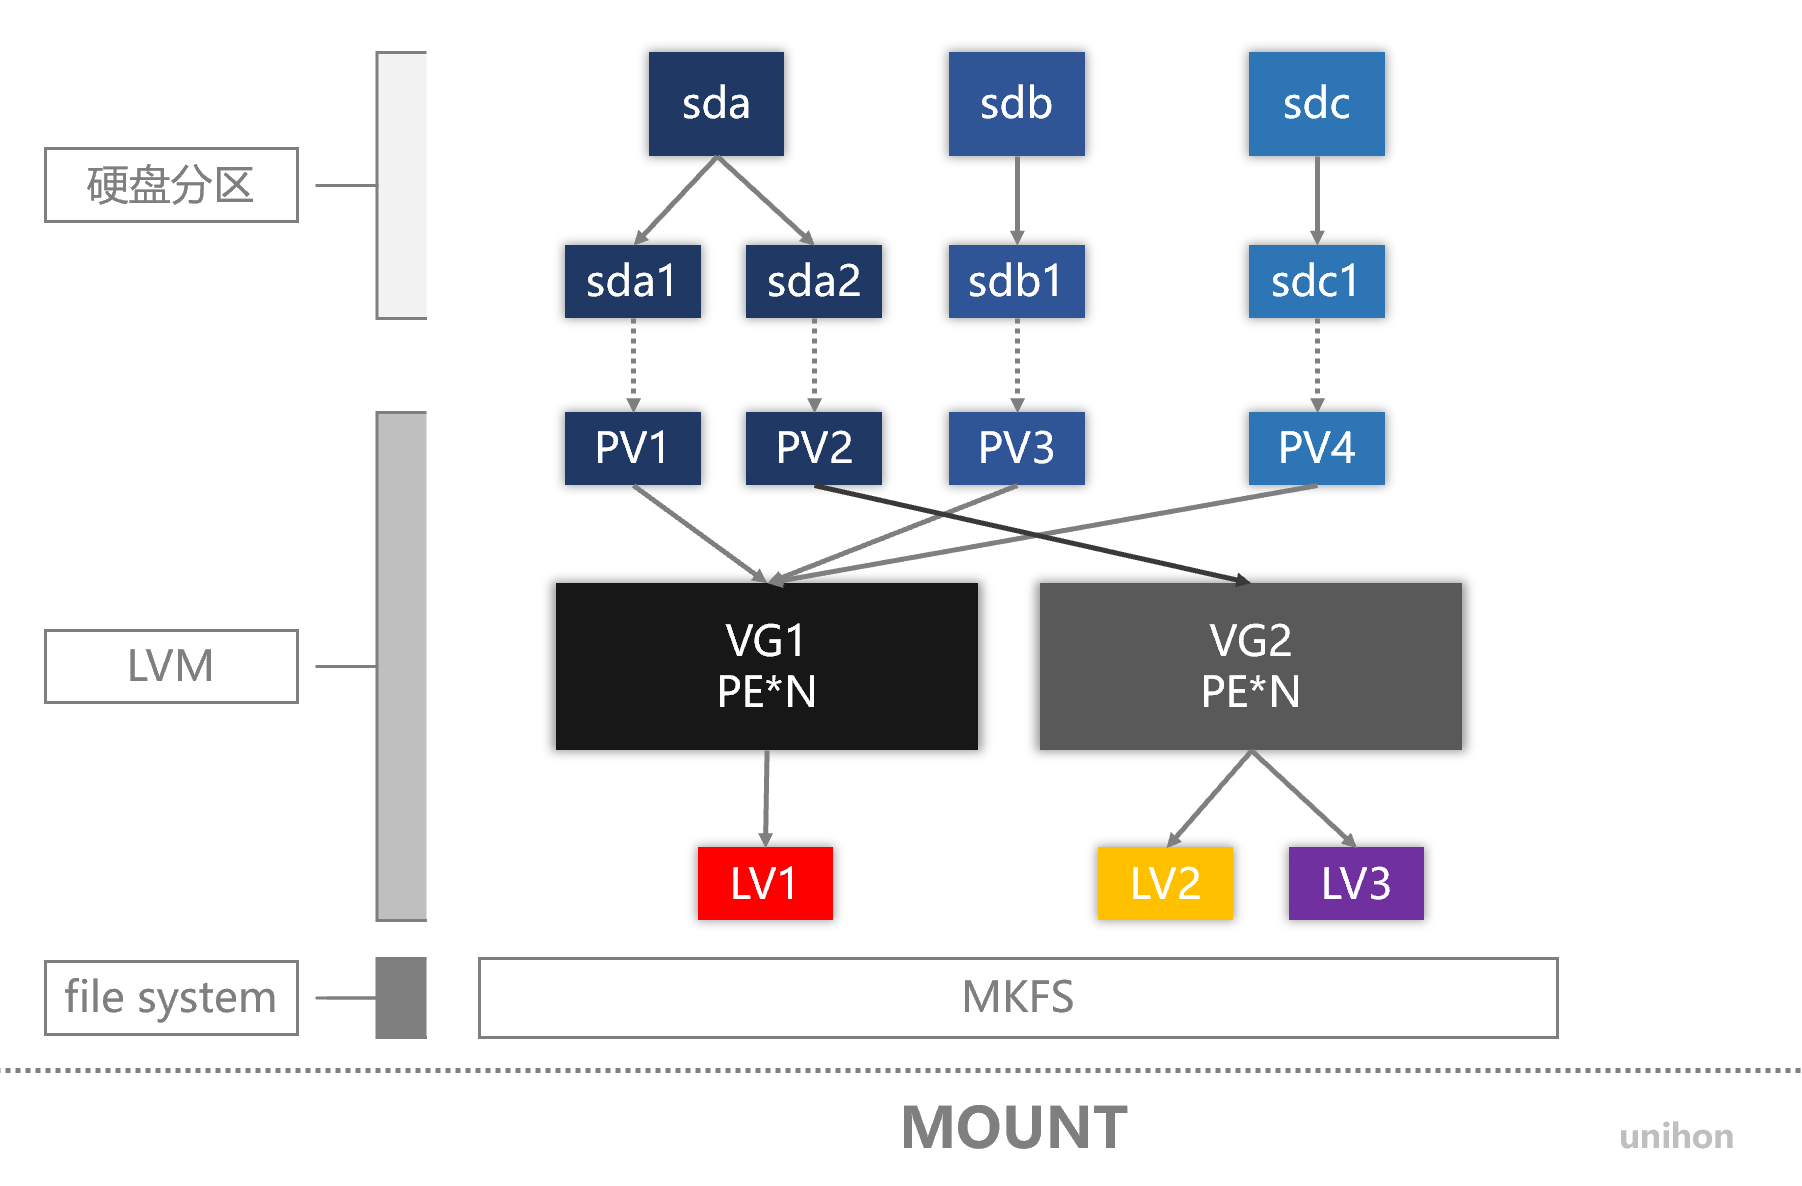 sda
sdb
sdc
硬盘分区
sda1
sda2
sdb1
sdc1
PV1
PV2
PV3
PV4
LVM
VG1
PE*N
VG2
PE*N
LV1
LV2
LV3
file system
MKFS
MOUNT
unihon